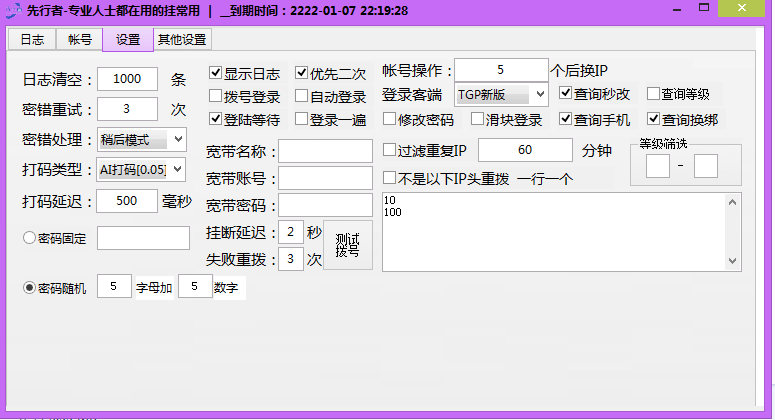 先行者-专业人士都在用的挂常用 | __到期时间：2222-01-07 22:19:28
日志 帐号 设置 其他设置
日志清空： 1000 条
密错重试： 3 次
密错处理： 稍后模式
打码类型： AI打码[0.05]
打码延迟： 500 毫秒
密码固定
密码随机 5 字母加 5 数字
显示日志 优先二次
拨号登录 自动登录
登陆等待 登录一遍
宽带名称：
宽带账号：
宽带密码：
挂断延迟： 2 秒
失败重拨： 3 次
测试
拨号
帐号操作： 5 个后换IP
登录客端 TGP新版 查询秒改 查询等级
修改密码 滑块登录 查询手机 查询换绑
过滤重复IP 60 分钟
等级筛选
-
不是以下IP头重拨 一行一个
10
100